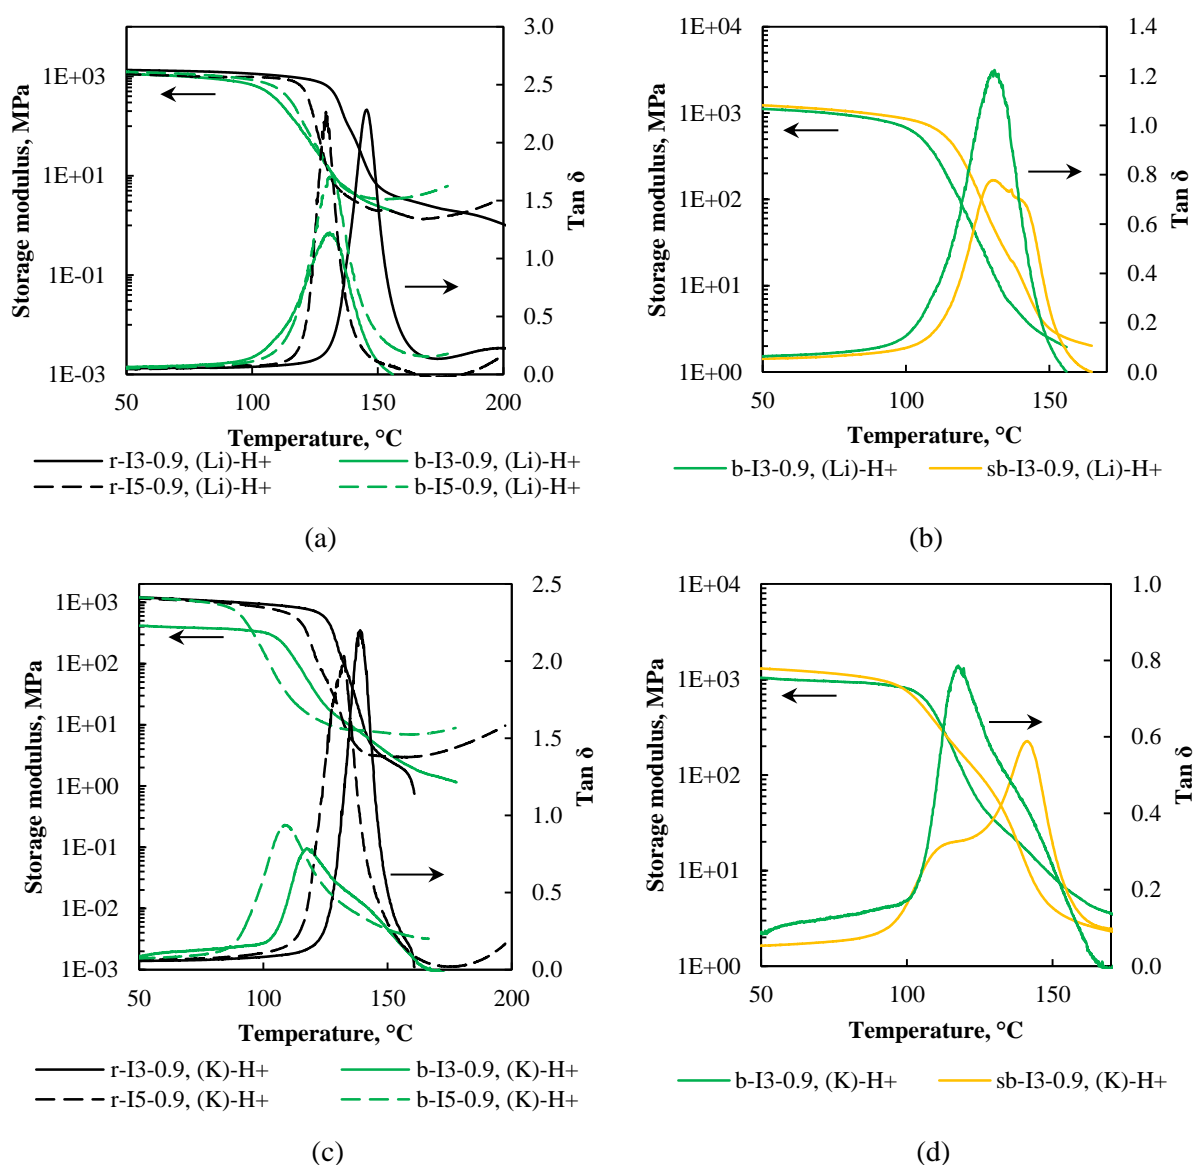 Storage modulus, MPa
1E+03
1E+01
1E-01
1E-03
3.0
2.5
2.0
1.5
1.0
0.5
0.0
Tan δ
50
100
150
200
Temperature, °C
r-I3-0.9, (Li)-H+
b-I3-0.9, (Li)-H+
r-I5-0.9, (Li)-H+
b-I5-0.9, (Li)-H+
(a)
Storage modulus, MPa
1E+04
1E+03
1E+02
1E+01
1E+00
1.4
1.2
1.0
0.8
0.6
0.4
0.2
0.0
Tan δ
50
100
150
Temperature, °C
b-I3-0.9, (Li)-H+
sb-I3-0.9, (Li)-H+
(b)
Storage modulus, MPa
1E+03
1E+02
1E+01
1E+00
1E-01
1E-02
1E-03
2.5
2.0
1.5
1.0
0.5
0.0
Tan δ
50
100
150
200
Temperature, °C
r-I3-0.9, (K)-H+
b-I3-0.9, (K)-H+
r-I5-0.9, (K)-H+
b-I5-0.9, (K)-H+
(c)
Storage modulus, MPa
1E+04
1E+03
1E+02
1E+01
1E+00
1.0
0.8
0.6
0.4
0.2
0.0
Tan δ
50
100
150
Temperature, °C
b-I3-0.9, (K)-H+
sb-I3-0.9, (K)-H+
(d)